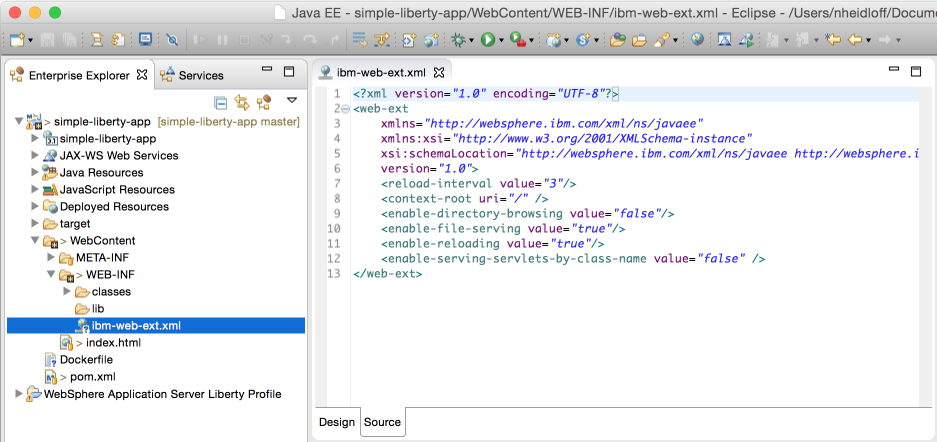 Java EE - simple-liberty-app/WebContent/WEB-INF/ibm-web-ext.xml - Eclipse - /Users/nheidloff/Docume
Enterprise Explorer
Services
simple-liberty-app [simple-liberty-app master]
simple-liberty-app
JAX-WS Web Services
Java Resources
JavaScript Resources
Deployed Resources
target
> WebContent
META-INF
> WEB-INF
classes
lib
ibm-web-ext.xml
> index.html
Dockerfile
> pom.xml
WebSphere Application Server Liberty Profile
ibm-web-ext.xml
1 <?xml version="1.0" encoding="UTF-8"?>
2 <web-ext
3 xmlns="http://websphere.ibm.com/xml/ns/javaee"
4 xmlns:xsi="http://www.w3.org/2001/XMLSchema-instance"
5 xsi:schemaLocation="http://websphere.ibm.com/xml/ns/javaee http://websphere.i
6 version="1.0">
7 <reload-interval value="3"/>
8 <context-root uri="/" />
9 <enable-directory-browsing value="false"/>
10 <enable-file-serving value="true"/>
11 <enable-reloading value="true"/>
12 <enable-serving-servlets-by-class-name value="false" />
13 </web-ext>
Design
Source